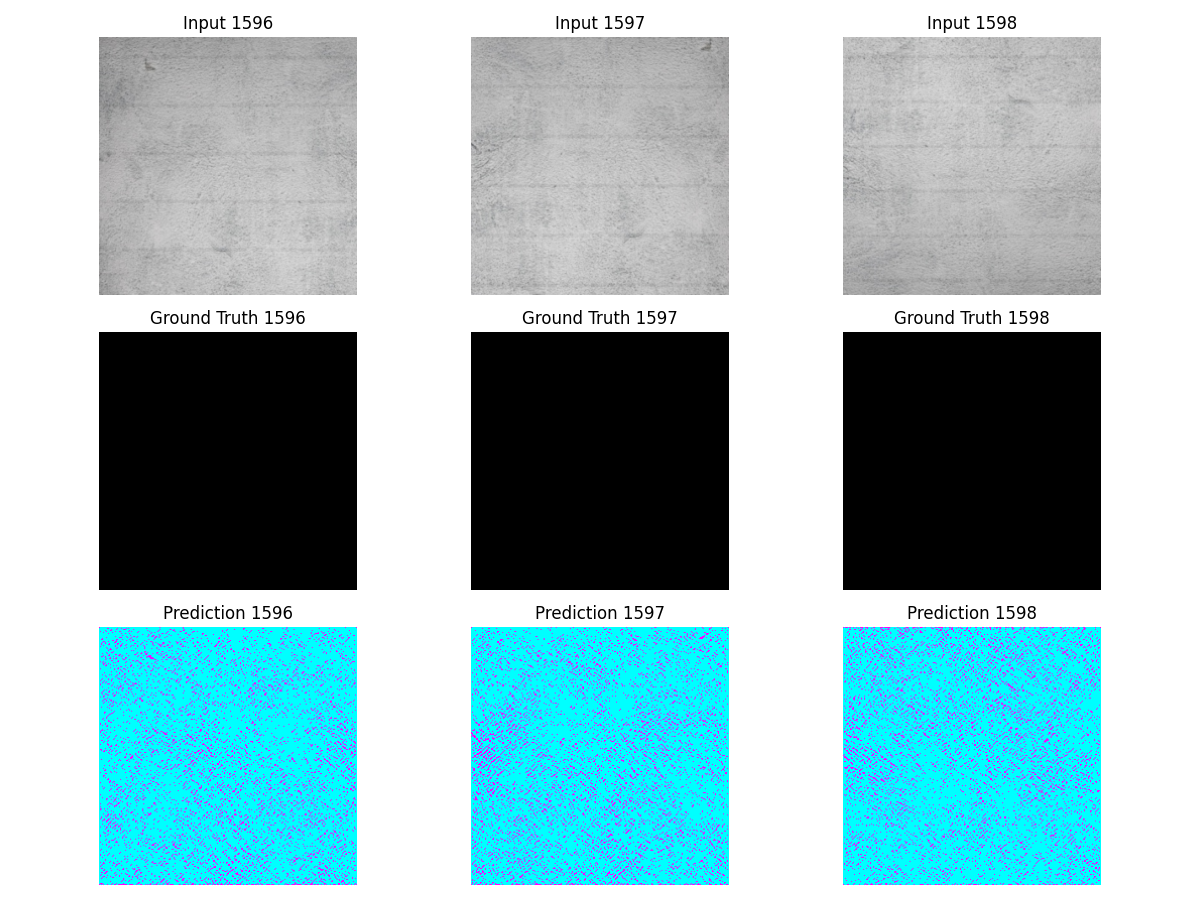 Input 1596
Input 1597
Input 1598
Ground Truth 1596
Ground Truth 1597
Ground Truth 1598
Prediction 1596
Prediction 1597
Prediction 1598